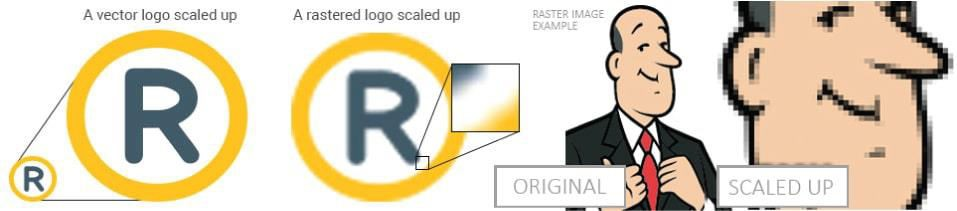 A vector logo scaled up
R
R
A rastered logo scaled up
R
RASTER IMAGE
EXAMPLE
ORIGINAL
SCALED UP